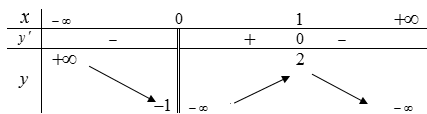 x −∞ 0 1 +∞
y' − + 0 −
+∞ 2
y
−1 −∞ −∞